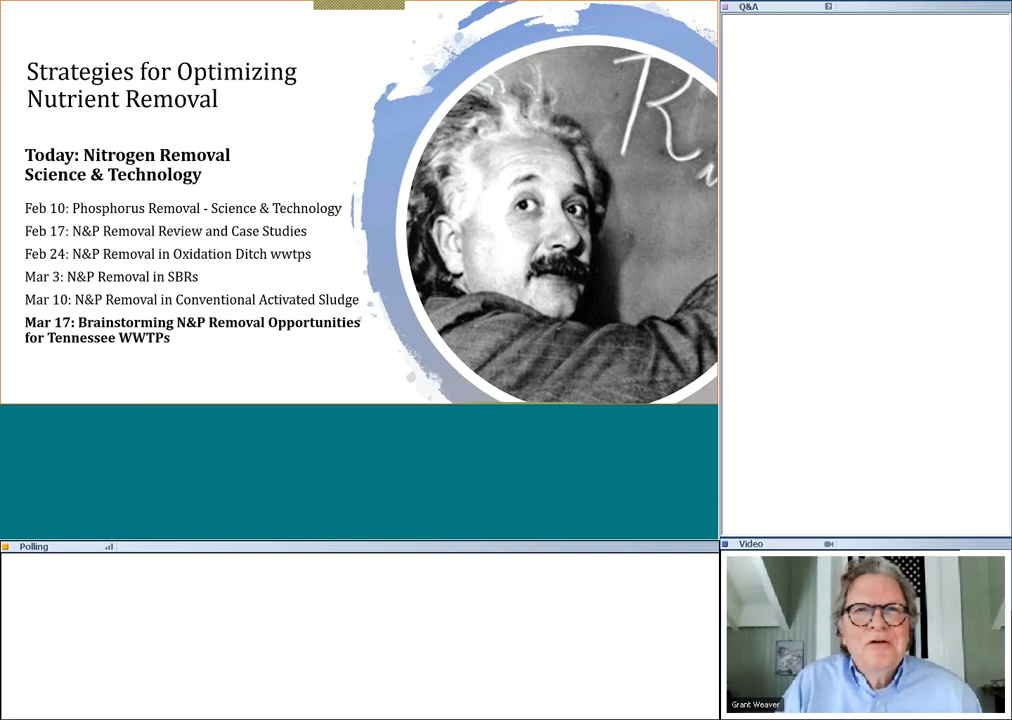 Strategies for Optimizing
Nutrient Removal
Today: Nitrogen Removal
Science & Technology
Feb 10: Phosphorus Removal - Science & Technology
Feb 17: N&P Removal Review and Case Studies
Feb 24: N&P Removal in Oxidation Ditch wwtps
Mar 3: N&P Removal in SBRs
Mar 10: N&P Removal in Conventional Activated Sludge
Mar 17: Brainstorming N&P Removal Opportunities
for Tennessee WWTPs
R
Q&A
Polling
Video
Grant Weaver